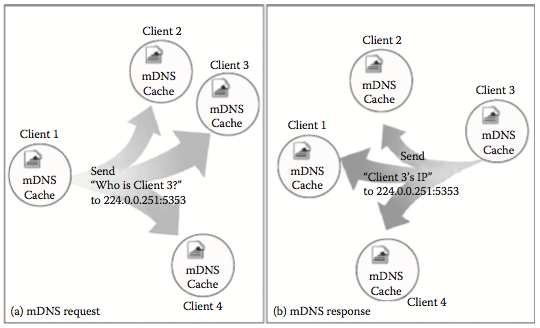 Client 2
mDNS
Cache
Client 3
mDNS
Cache
Client 1
mDNS
Cache
Send
“Who is Client 3?”
to 224.0.0.251:5353
mDNS
Cache
Client 4
(a) mDNS request
Client 2
mDNS
Cache
Client 3
mDNS
Cache
Client 1
mDNS
Cache
Send
“Client 3’s IP”
to 224.0.0.251:5353
mDNS
Cache
Client 4
(b) mDNS response